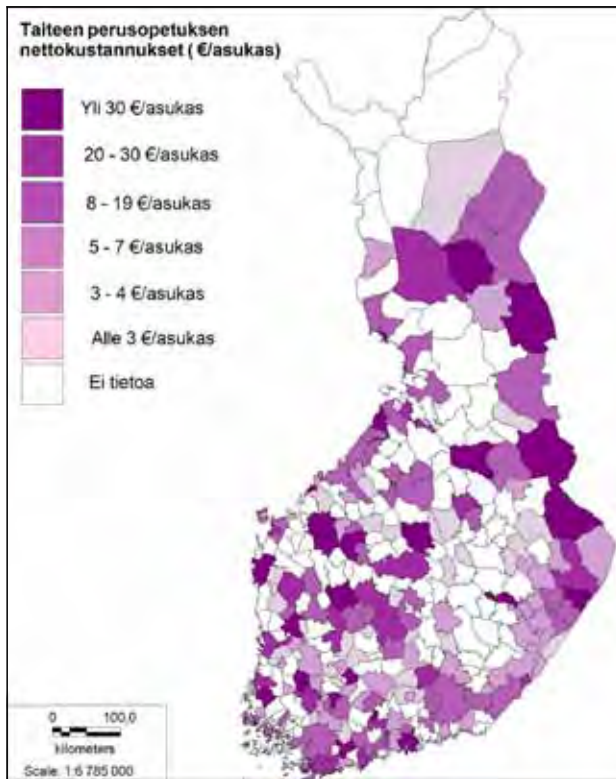 Taiteen perusopetuksen
nettokustannukset ( €/asukas)
Yli 30 €/asukas
20 - 30 €/asukas
8 - 19 €/asukas
5 - 7 €/asukas
3 - 4 €/asukas
Alle 3 €/asukas
Ei tietoa
0 100,0
kilometers
Scale: 1:6 785 000